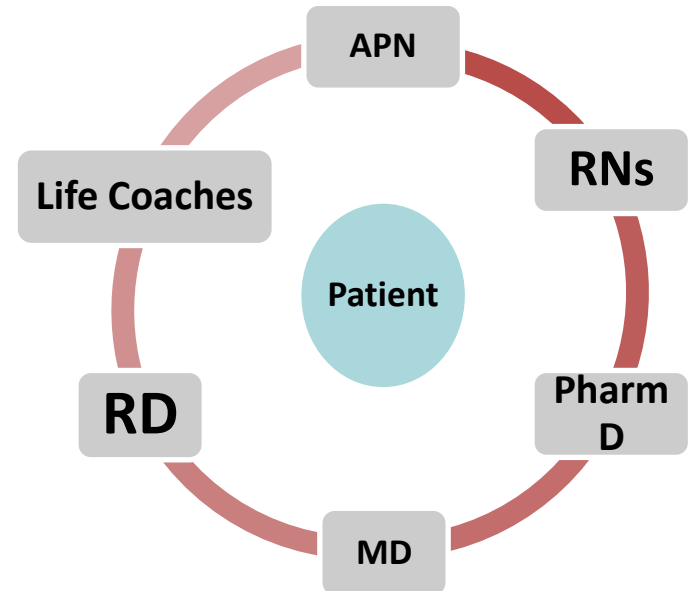 APN
RNs
Life Coaches
Patient
Pharm
D
RD
MD